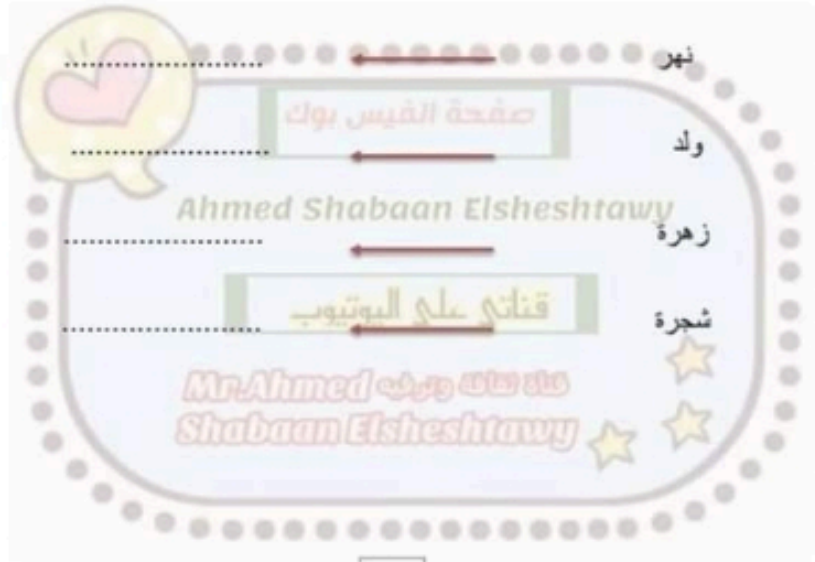 نهر ..............................
صفحة الفيس بوك
ولد ..............................
Ahmed Shabaan Elsheshtawy
زهرة ..............................
قناتي على اليوتيوب
شجرة ..............................
Mr.Ahmed قناة ثقافة وترفيه
Shabaan Elsheshtawy